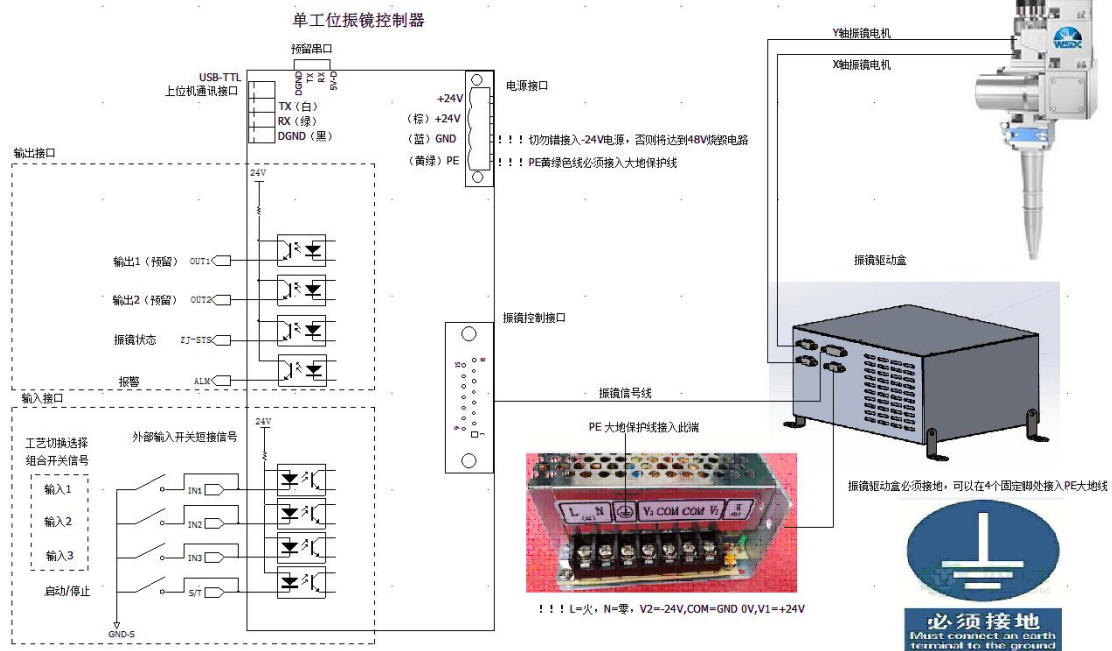 单工位振镜控制器
预留串口
DGND
TX
RX
5V-D
USB-TTL
上位机通讯接口
TX（白）
RX（绿）
DGND（黑）
电源接口
+24V
（棕）+24V
（蓝）GND
！！！切勿错接入-24V电源，否则将达到48V烧毁电路
（黄绿）PE
！！！PE黄绿色线必须接入大地保护线
Y轴振镜电机
X轴振镜电机
WSX
输出接口
24V
输出1（预留） OUT1
输出2（预留） OUT2
振镜状态 ZJ-STS
报警 ALM
振镜控制接口
15
8
9
1
振镜信号线
振镜驱动盒
输入接口
24V
工艺切换选择
组合开关信号
外部输入开关短接信号
输入1
IN1
输入2
IN2
输入3
IN3
启动/停止
S/T
GND-S
PE 大地保护线接入此端
L N
V2 COM COM V1
！！！L=火，N=零，V2=-24V,COM=GND 0V,V1=+24V
振镜驱动盒必须接地，可以在4个固定脚处接入PE大地线
必须接地
Must connect an earth
terminal to the ground